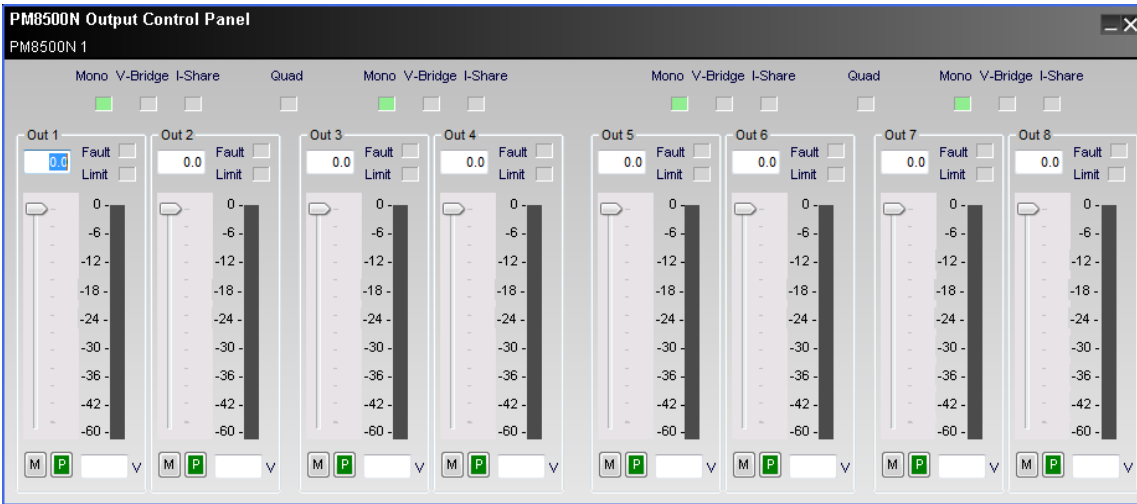 PM8500N Output Control Panel
PM8500N 1
Mono V-Bridge I-Share Quad Mono V-Bridge I-Share Mono V-Bridge I-Share Quad Mono V-Bridge I-Share
Out 1 Out 2 Out 3 Out 4 Out 5 Out 6 Out 7 Out 8
0.0 Fault 0.0 Fault 0.0 Fault 0.0 Fault 0.0 Fault 0.0 Fault 0.0 Fault 0.0 Fault
Limit Limit Limit Limit Limit Limit Limit Limit
0 - 0 - 0 - 0 - 0 - 0 - 0 - 0 -
-6 - -6 - -6 - -6 - -6 - -6 - -6 - -6 -
-12 - -12 - -12 - -12 - -12 - -12 - -12 - -12 -
-18 - -18 - -18 - -18 - -18 - -18 - -18 - -18 -
-24 - -24 - -24 - -24 - -24 - -24 - -24 - -24 -
-30 - -30 - -30 - -30 - -30 - -30 - -30 - -30 -
-36 - -36 - -36 - -36 - -36 - -36 - -36 - -36 -
-42 - -42 - -42 - -42 - -42 - -42 - -42 - -42 -
-60 - -60 - -60 - -60 - -60 - -60 - -60 - -60 -
M P V M P V M P V M P V M P V M P V M P V M P V